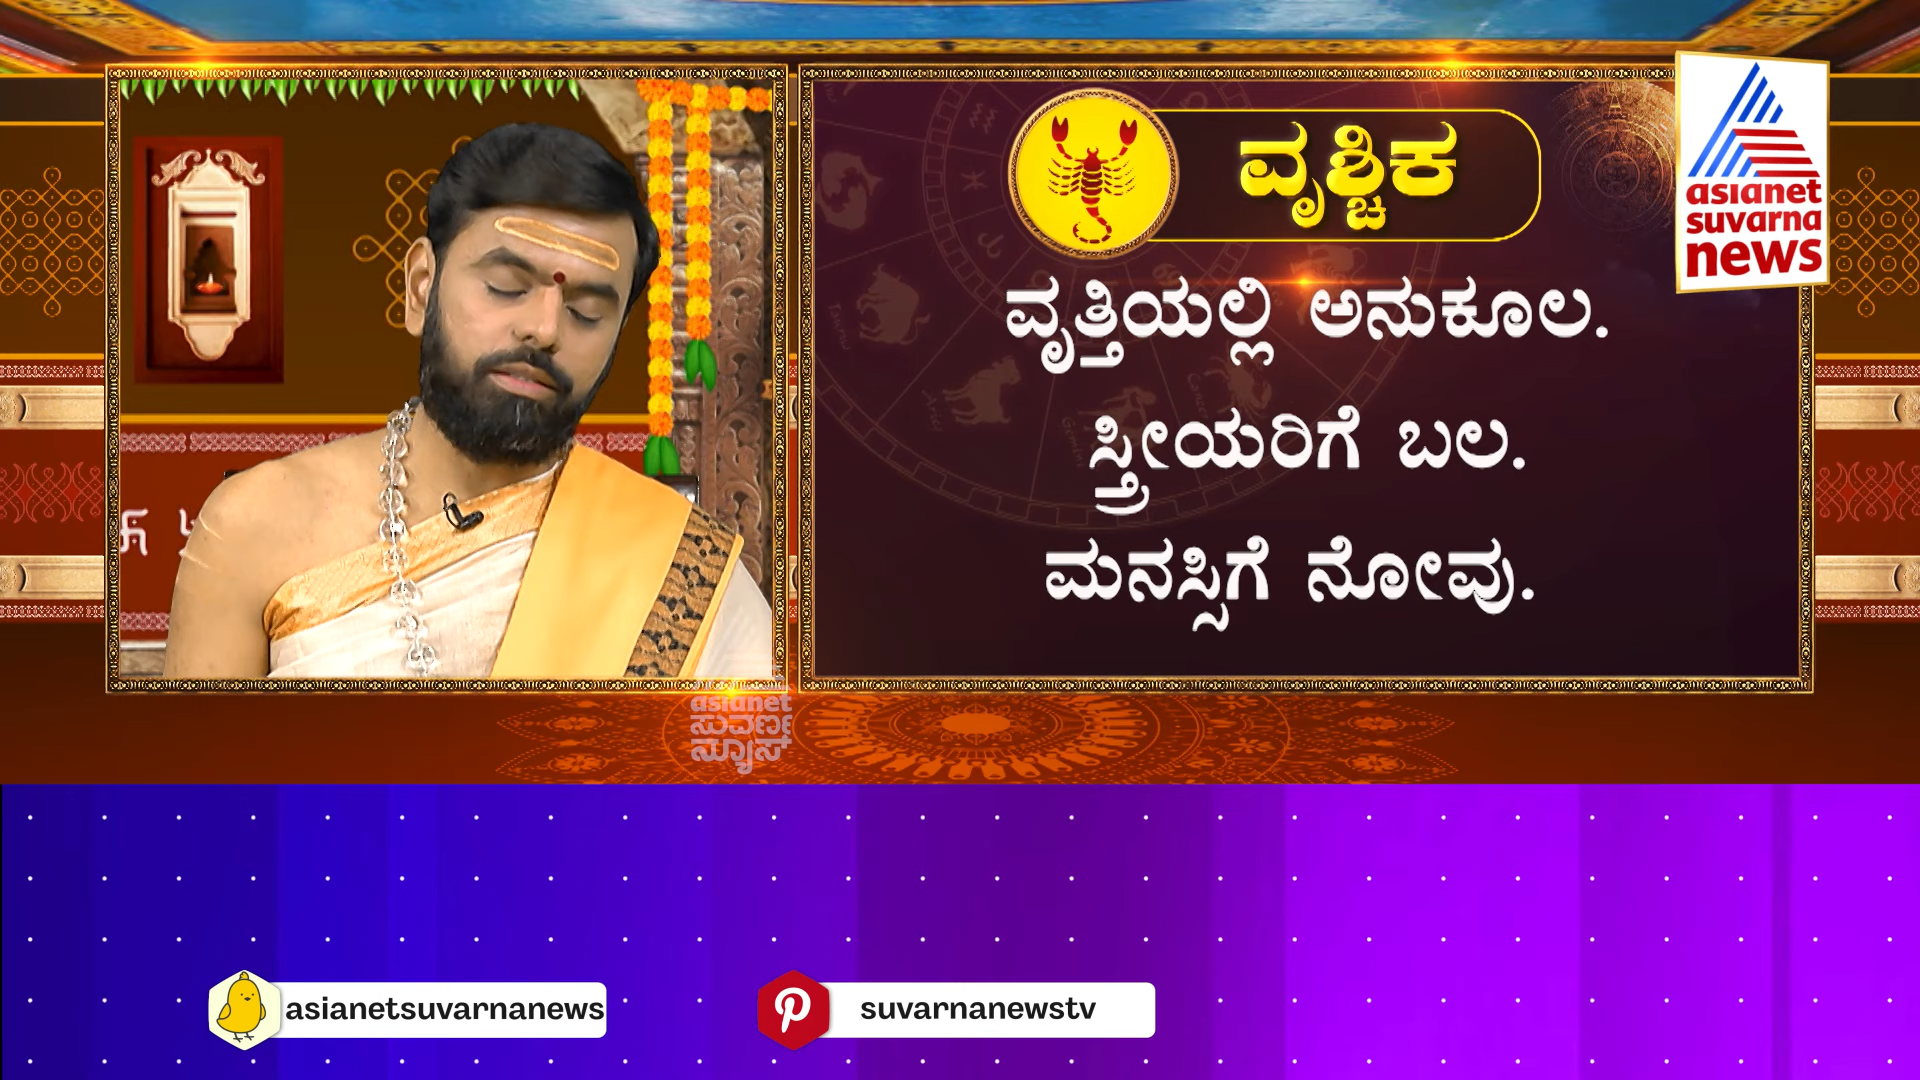 ವೃಶ್ಚಿಕ
ವೃತ್ತಿಯಲ್ಲಿ ಅನುಕೂಲ.
ಸ್ತ್ರೀಯರಿಗೆ ಬಲ.
ಮನಸ್ಸಿಗೆ ನೋವು.
asianet
suvarna
news
asianet
ಸುವರ್ಣ
ನ್ಯೂಸ್
asianetsuvarnanews
suvarnanewstv